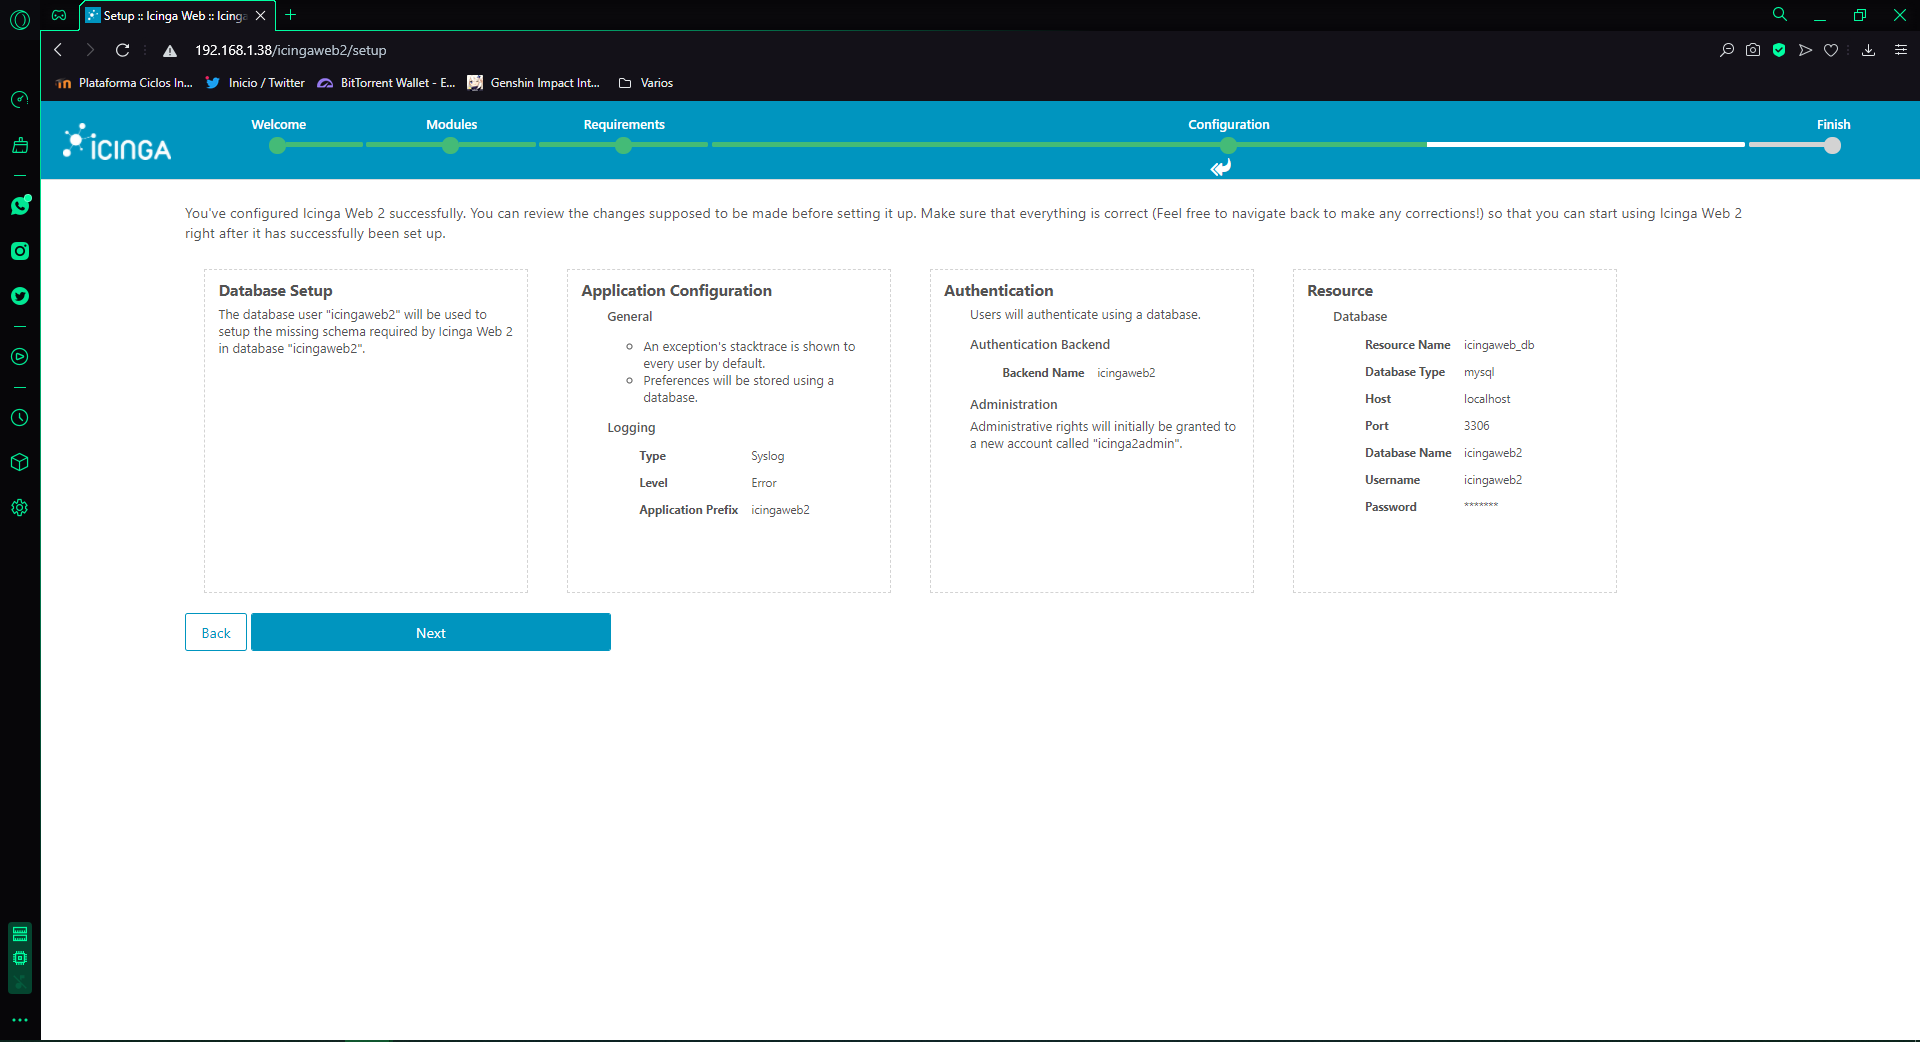 Setup :: Icinga Web :: Icinga
192.168.1.38/icingaweb2/setup
Plataforma Ciclos In...
Inicio / Twitter
BitTorrent Wallet - E...
Genshin Impact Int...
Varios
ICINGA
Welcome
Modules
Requirements
Configuration
Finish
You've configured Icinga Web 2 successfully. You can review the changes supposed to be made before setting it up. Make sure that everything is correct (Feel free to navigate back to make any corrections!) so that you can start using Icinga Web 2
right after it has successfully been set up.
Database Setup
The database user "icingaweb2" will be used to
setup the missing schema required by Icinga Web 2
in database "icingaweb2".
Application Configuration
General
An exception's stacktrace is shown to
every user by default.
Preferences will be stored using a
database.
Logging
Type Syslog
Level Error
Application Prefix icingaweb2
Authentication
Users will authenticate using a database.
Authentication Backend
Backend Name icingaweb2
Administration
Administrative rights will initially be granted to
a new account called "icinga2admin".
Resource
Database
Resource Name icingaweb_db
Database Type mysql
Host localhost
Port 3306
Database Name icingaweb2
Username icingaweb2
Password *******
Back
Next